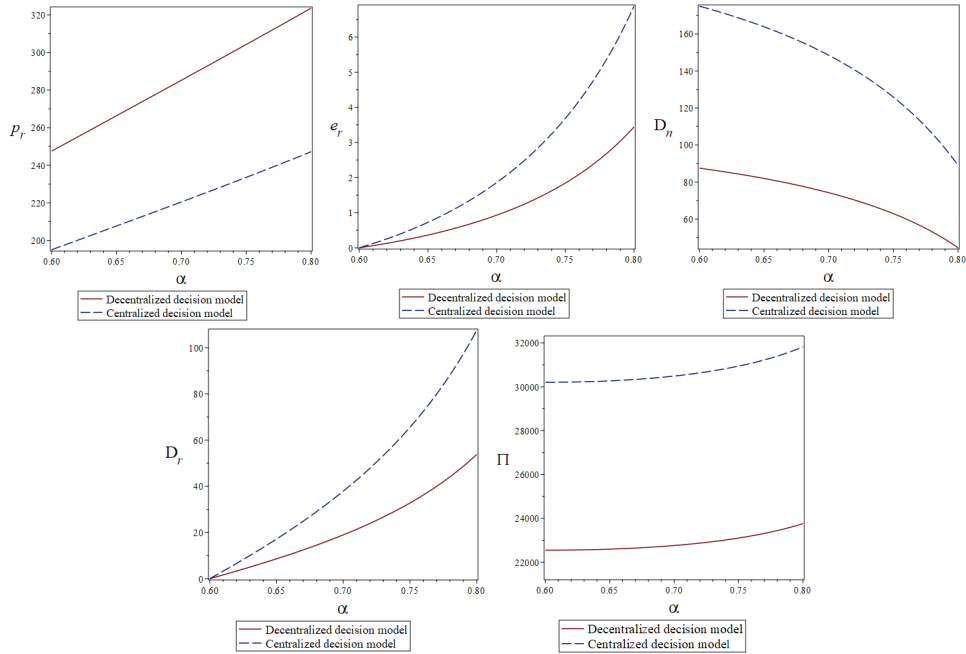 320
300
280
260
240
220
200
p_r
0.60 0.65 0.70 0.75 0.80
α
Decentralized decision model
Centralized decision model
6
5
4
3
2
1
0
e_r
0.60 0.65 0.70 0.75 0.80
α
Decentralized decision model
Centralized decision model
160
140
120
100
80
60
D_n
0.60 0.65 0.70 0.75 0.80
α
Decentralized decision model
Centralized decision model
100
80
60
40
20
0
D_r
0.60 0.65 0.70 0.75 0.80
α
Decentralized decision model
Centralized decision model
32000
30000
28000
26000
24000
22000
Π
0.60 0.65 0.70 0.75 0.80
α
Decentralized decision model
Centralized decision model